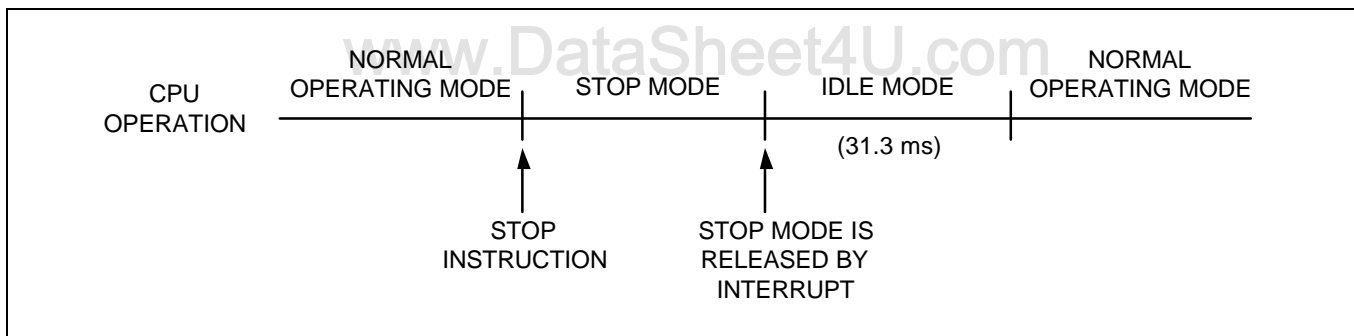 www.DataSheet4U.com
NORMAL
OPERATING MODE
STOP MODE
IDLE MODE
NORMAL
OPERATING MODE
CPU
OPERATION
(31.3 ms)
STOP
INSTRUCTION
STOP MODE IS
RELEASED BY
INTERRUPT